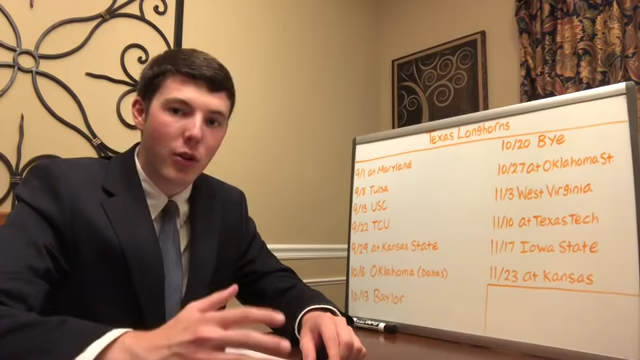 Texas Longhorns
9/1 at Maryland
9/8 Tulsa
9/15 USC
9/22 TCU
9/29 at Kansas State
10/6 Oklahoma (Dallas)
10/13 Baylor
10/20 Bye
10/27 at Oklahoma St
11/3 West Virginia
11/10 at Texas Tech
11/17 Iowa State
11/23 at Kansas